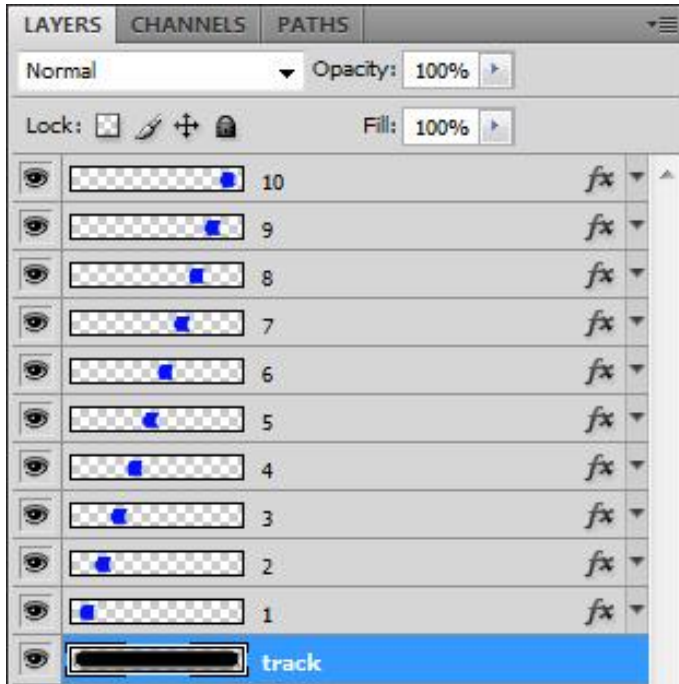 LAYERS CHANNELS PATHS
Normal Opacity: 100%
Lock: Fill: 100%
10 fx
9 fx
8 fx
7 fx
6 fx
5 fx
4 fx
3 fx
2 fx
1 fx
track